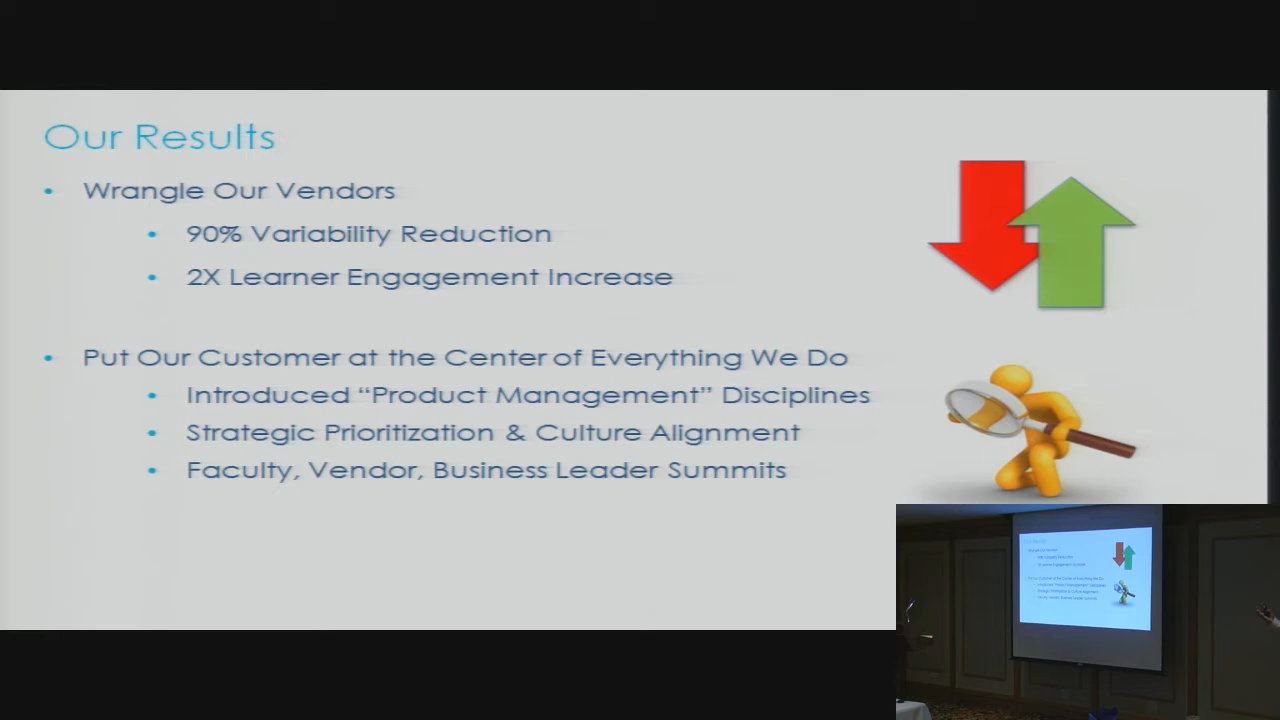 Our Results
• Wrangle Our Vendors
• 90% Variability Reduction
• 2X Learner Engagement Increase
• Put Our Customer at the Center of Everything We Do
• Introduced “Product Management” Disciplines
• Strategic Prioritization & Culture Alignment
• Faculty, Vendor, Business Leader Summits